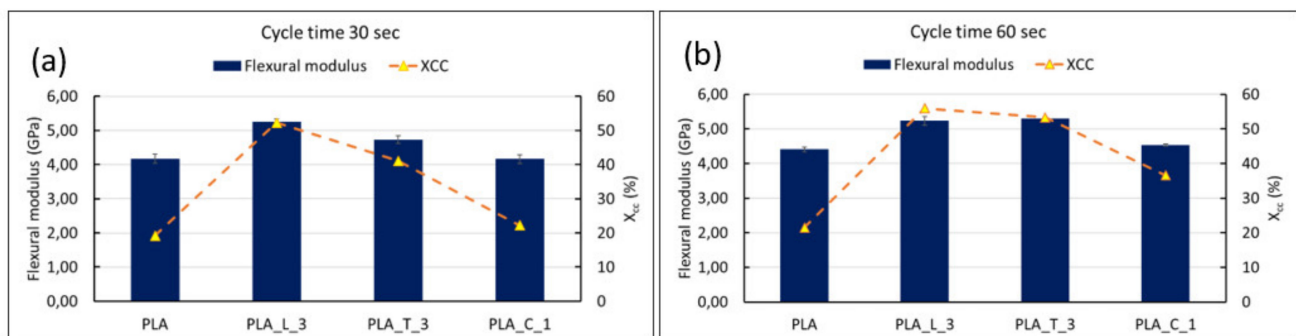 (a)
Cycle time 30 sec
Flexural modulus XCC
Flexural modulus (GPa)
6,00
5,00
4,00
3,00
2,00
1,00
0,00
60
50
40
30
20
10
0
Xcc (%)
PLA PLA_L_3 PLA_T_3 PLA_C_1
(b)
Cycle time 60 sec
Flexural modulus XCC
Flexural modulus (GPa)
6,00
5,00
4,00
3,00
2,00
1,00
0,00
60
50
40
30
20
10
0
Xcc (%)
PLA PLA_L_3 PLA_T_3 PLA_C_1